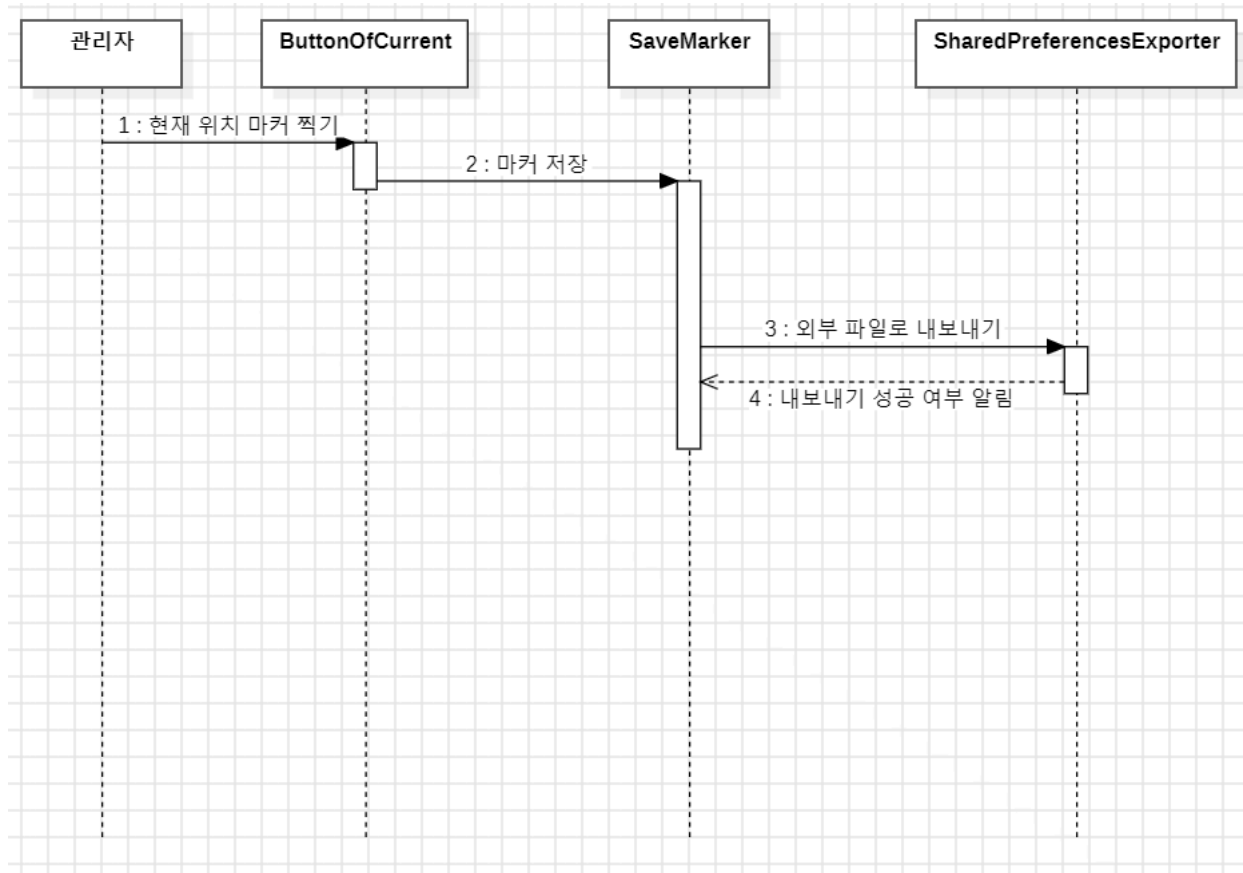 관리자
ButtonOfCurrent
SaveMarker
SharedPreferencesExporter
1 : 현재 위치 마커 찍기
2 : 마커 저장
3 : 외부 파일로 내보내기
4 : 내보내기 성공 여부 알림